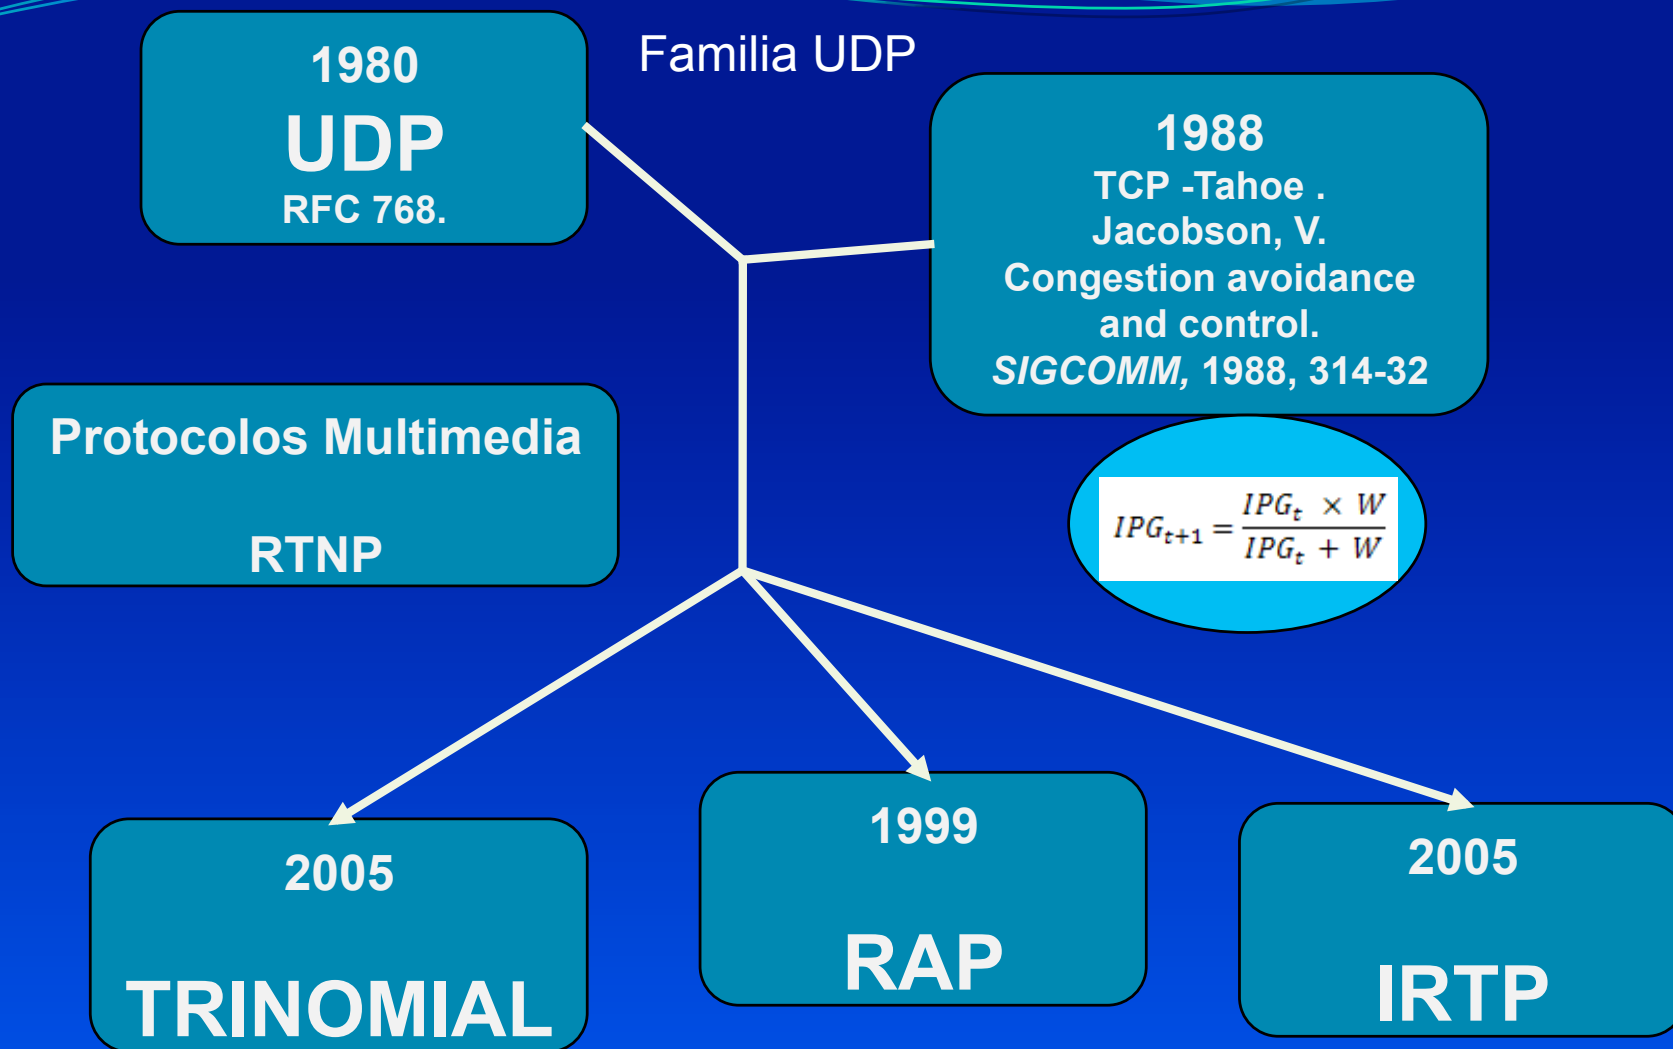 Familia UDP
1980
UDP
RFC 768.
1988
TCP -Tahoe .
Jacobson, V.
Congestion avoidance
and control.
SIGCOMM, 1988, 314-32
Protocolos Multimedia
RTNP
IPG_{t+1} = \frac{IPG_t × W}{IPG_t + W}
2005
TRINOMIAL
1999
RAP
2005
IRTP